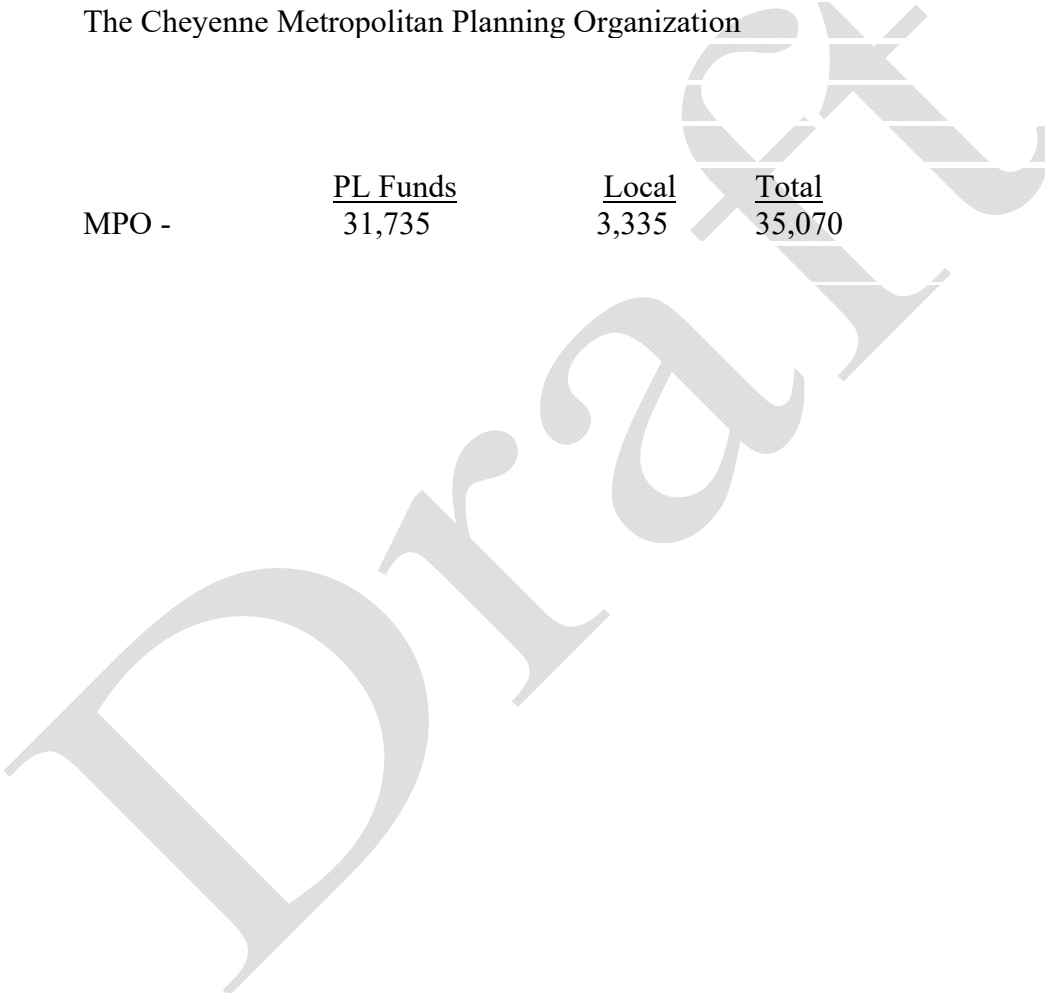 The Cheyenne Metropolitan Planning Organization
PL Funds Local Total
MPO - 31,735 3,335 35,070
Draft